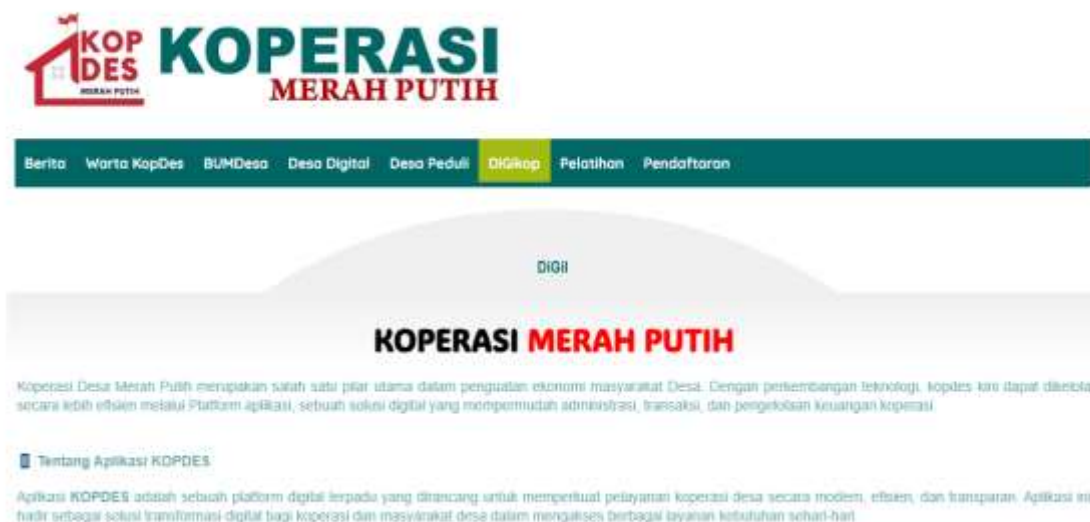 KOP
DES
MERAH PUTIH
KOPERASI
MERAH PUTIH
Berita Warta KopDes BUMDesa Desa Digital Desa Peduli DiGikop Pelatihan Pendaftaran
DiGil
KOPERASI MERAH PUTIH
Koperasi Desa Merah Putih merupakan salah satu pilar utama dalam penguatan ekonomi masyarakat Desa. Dengan perkembangan teknologi, kopdes kini dapat dikelola
secara lebih efisien melalui Platform aplikasi, sebuah solusi digital yang mempermudah administrasi, transaksi, dan pengelolaan keuangan koperasi
Tentang Aplikasi KOPDES
Aplikasi KOPDES adalah sebuah platform digital terpadu yang dirancang untuk memperkuat pelayanan koperasi desa secara modern, efisien, dan transparan. Aplikasi ini
hadir sebagai solusi transformasi digital bagi koperasi dan masyarakat desa dalam mengakses berbagai layanan kebutuhan sehari-hari